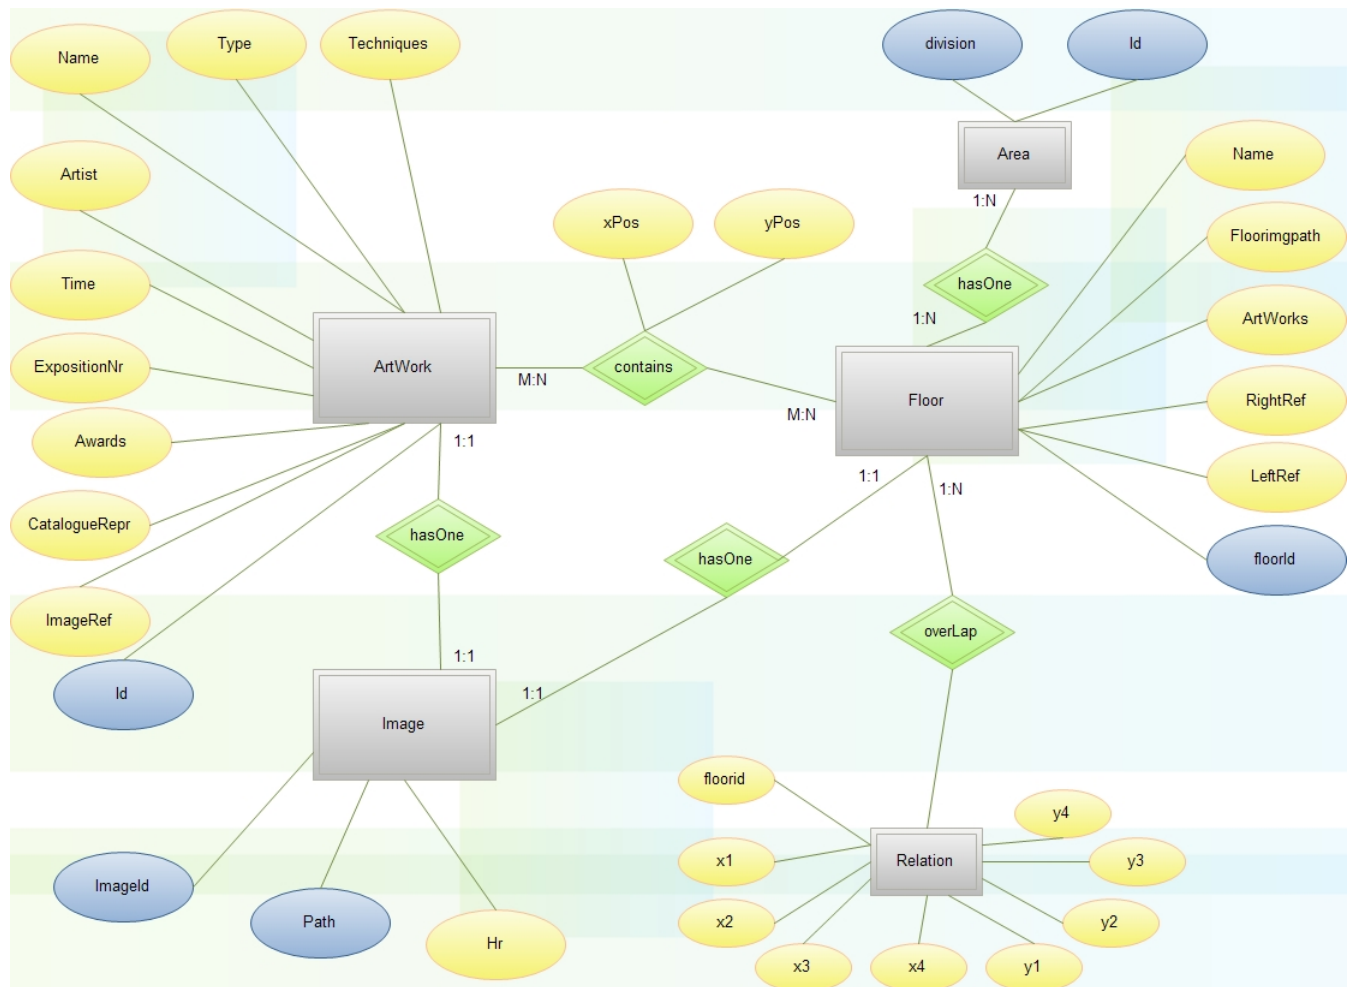 division
Id
Name
Type
Techniques
Area
Name
Artist
1:N
xPos
yPos
Floorimgpath
Time
hasOne
1:N
ArtWorks
ExpositionNr
ArtWork
contains
M:N
Floor
M:N
RightRef
Awards
1:1
1:1
1:N
LeftRef
CatalogueRepr
hasOne
hasOne
floorId
ImageRef
overLap
1:1
Id
1:1
Image
floorid
y4
x1
Relation
y3
ImageId
Path
x2
y2
Hr
x3
x4
y1